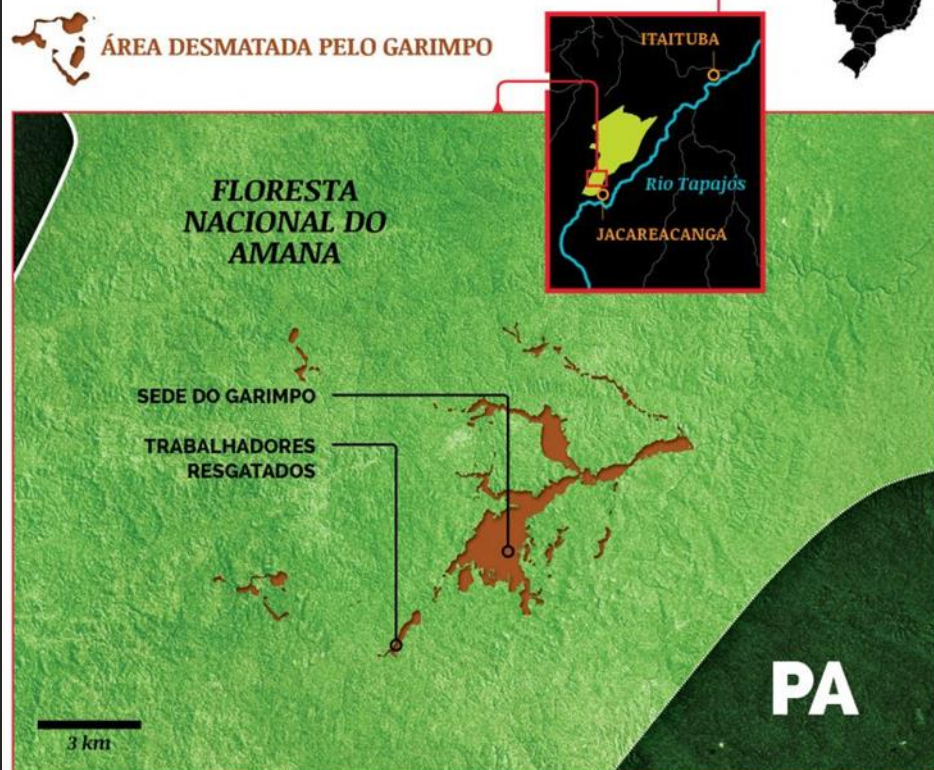 ÁREA DESMATADA PELO GARIMPO
ITAITUBA
Rio Tapajós
JACAREACANGA
FLORESTA
NACIONAL DO
AMANA
SEDE DO GARIMPO
TRABALHADORES
RESGATADOS
PA
3 km